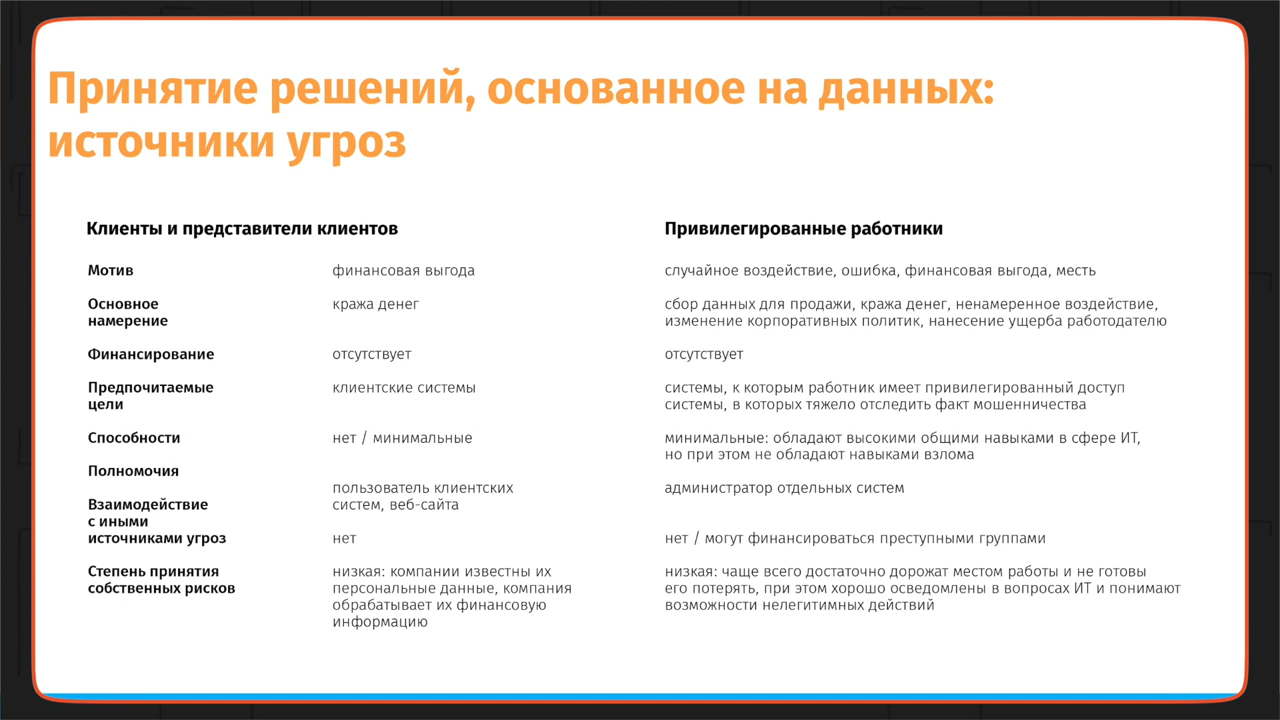 Принятие решений, основанное на данных:
источники угроз
Клиенты и представители клиентов
Привилегированные работники
Мотив
финансовая выгода
случайное воздействие, ошибка, финансовая выгода, месть
Основное
намерение
кража денег
сбор данных для продажи, кража денег, ненамеренное воздействие,
изменение корпоративных политик, нанесение ущерба работодателю
Финансирование
отсутствует
отсутствует
Предпочитаемые
цели
клиентские системы
системы, к которым работник имеет привилегированный доступ
системы, в которых тяжело отследить факт мошенничества
Способности
нет / минимальные
минимальные: обладают высокими общими навыками в сфере ИТ,
но при этом не обладают навыками взлома
Полномочия
пользователь клиентских
систем, веб-сайта
администратор отдельных систем
Взаимодействие
с иными
источниками угроз
нет
нет / могут финансироваться преступными группами
Степень принятия
собственных рисков
низкая: компании известны их
персональные данные, компания
обрабатывает их финансовую
информацию
низкая: чаще всего достаточно дорожат местом работы и не готовы
его потерять, при этом хорошо осведомлены в вопросах ИТ и понимают
возможности нелегитимных действий